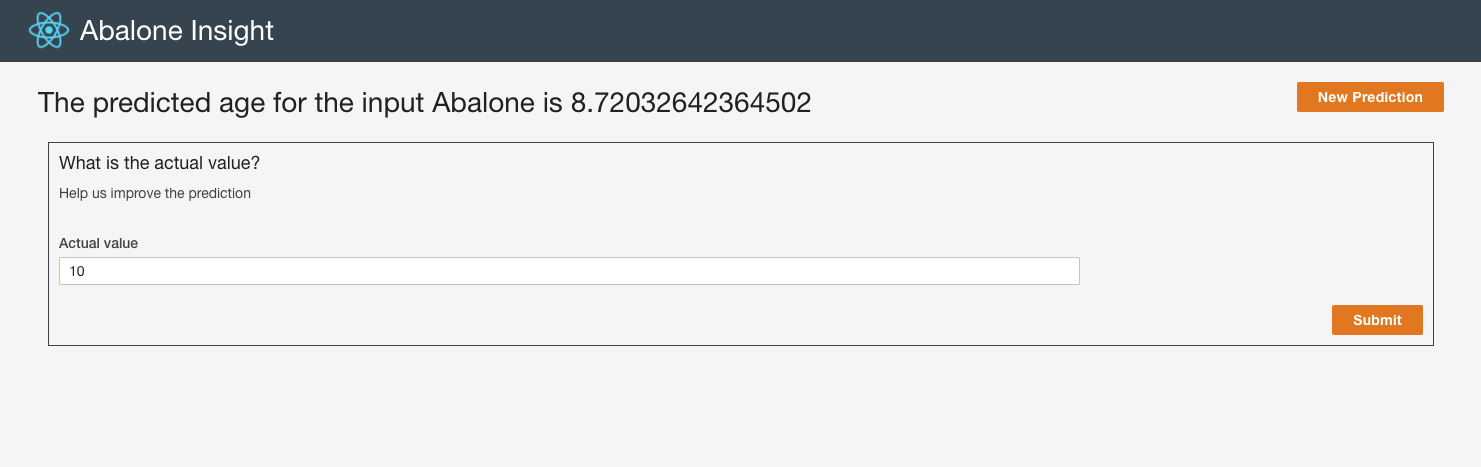 Abalone Insight
The predicted age for the input Abalone is 8.72032642364502
New Prediction
What is the actual value?
Help us improve the prediction
Actual value
10
Submit